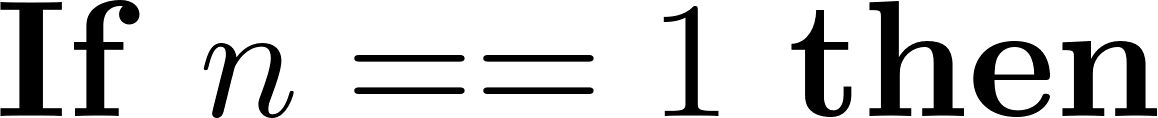 If n == 1 then